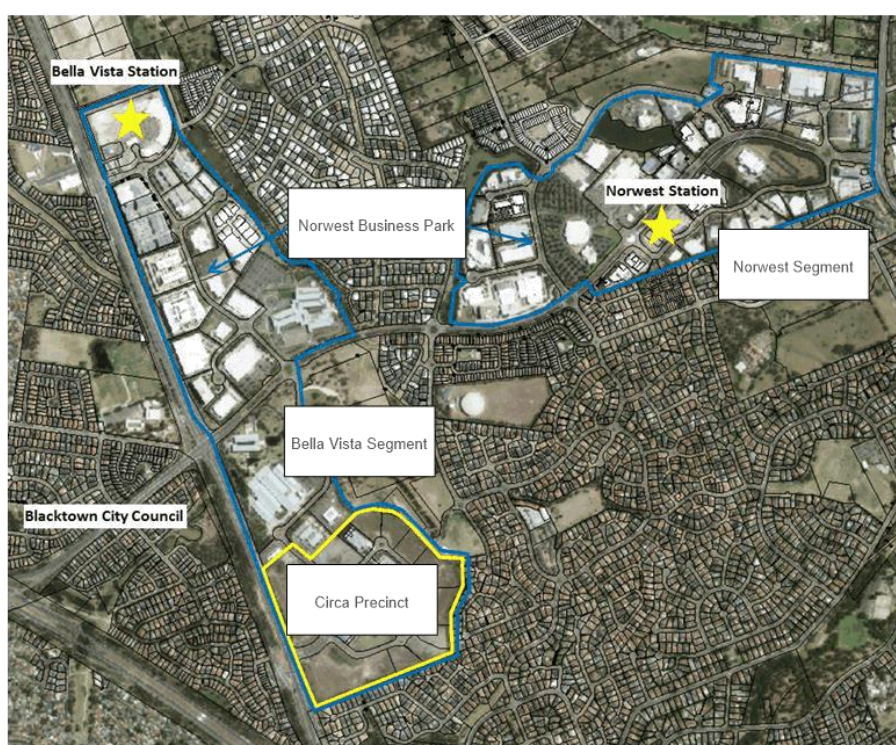 Bella Vista Station
Norwest Station
Norwest Business Park
Norwest Segment
Bella Vista Segment
Blacktown City Council
Circa Precinct